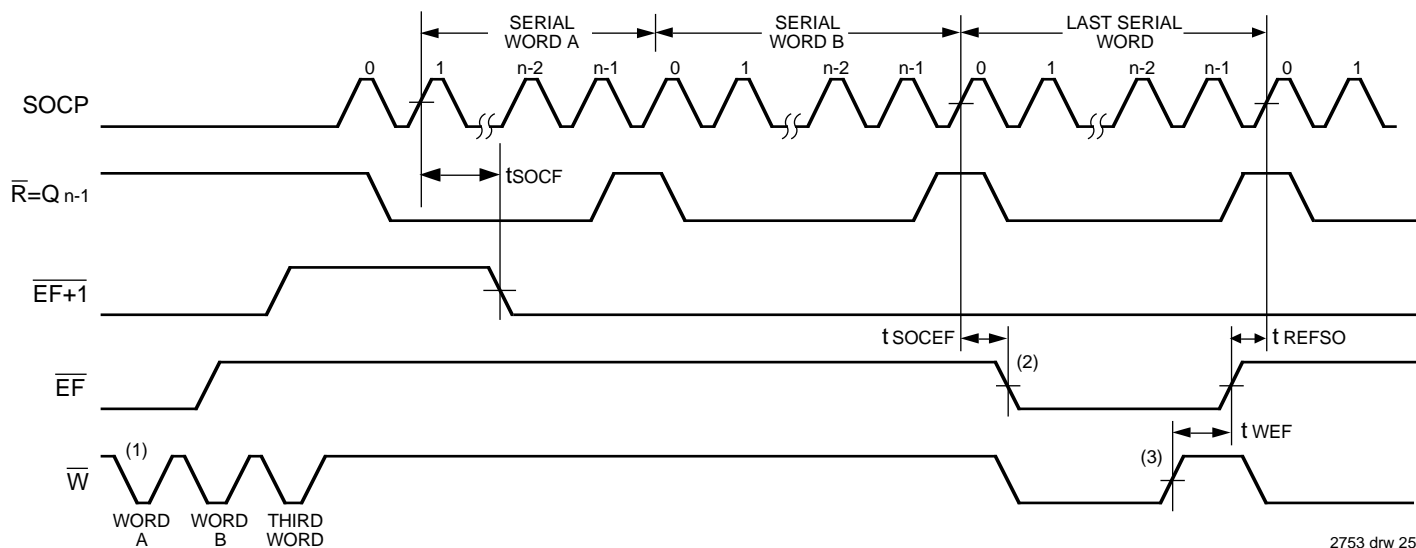 SERIAL
WORD A
SERIAL
WORD B
LAST SERIAL
WORD
0 1 n-2 n-1 0 1 n-2 n-1 0 1 n-2 n-1 0 1
SOCP
tSOCF
R=Q n-1
EF+1
t SOCEF
t REFSO
(2)
EF
t WEF
(1)
(3)
W
WORD
A
WORD
B
THIRD
WORD
2753 drw 25